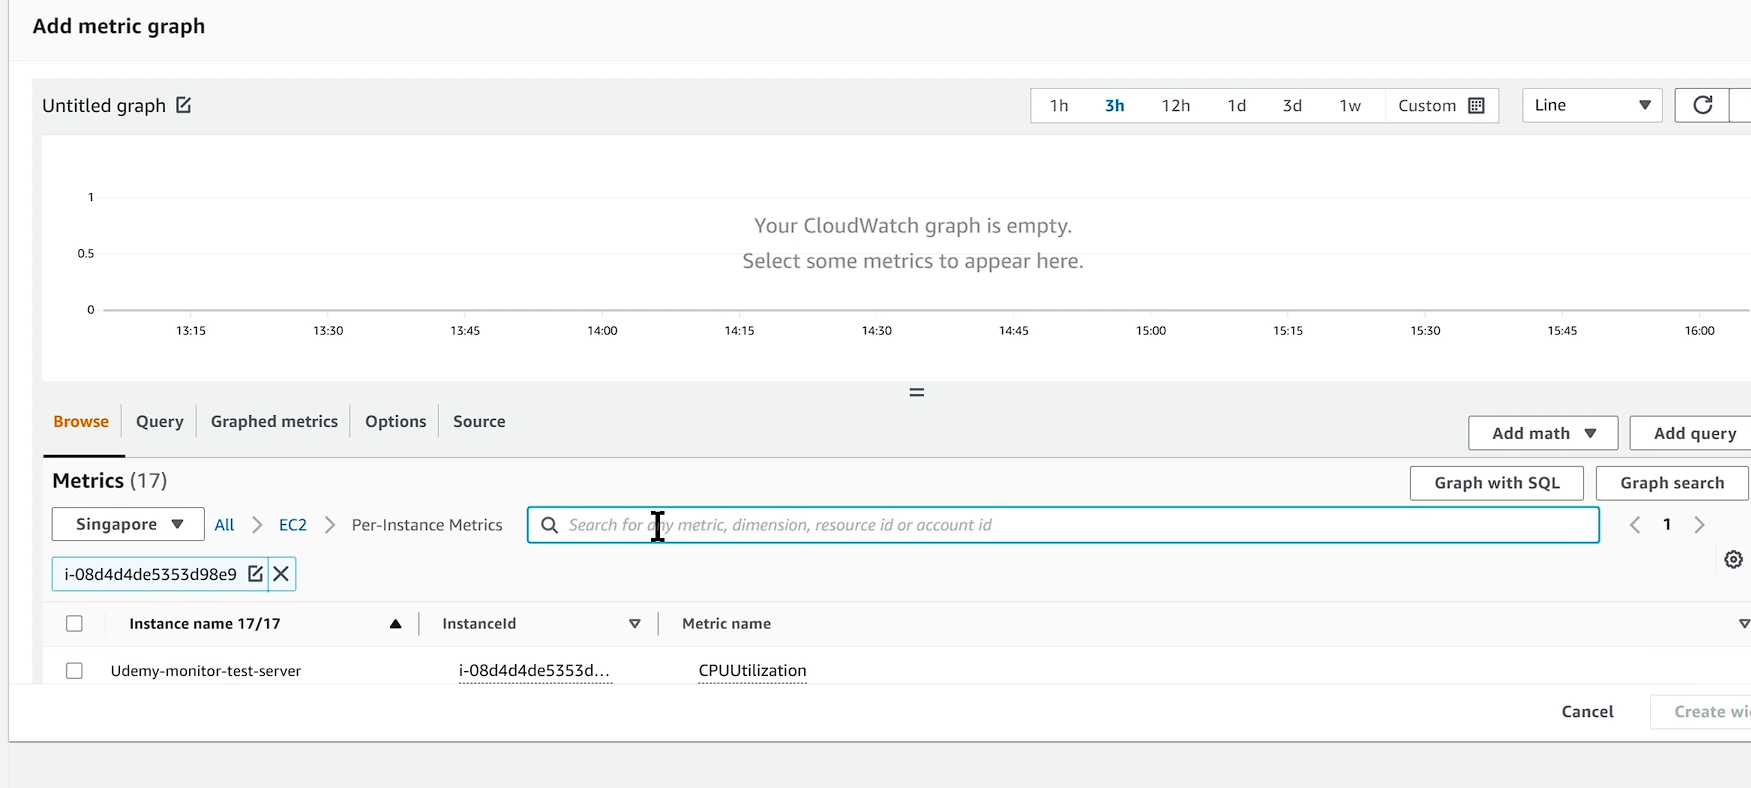 Add metric graph
Untitled graph
1h 3h 12h 1d 3d 1w Custom Line
1
0.5
0
Your CloudWatch graph is empty.
Select some metrics to appear here.
13:15 13:30 13:45 14:00 14:15 14:30 14:45 15:00 15:15 15:30 15:45 16:00
Browse Query Graphed metrics Options Source
Add math Add query
Metrics (17)
Graph with SQL Graph search
Singapore All EC2 Per-Instance Metrics Search for any metric, dimension, resource id or account id 1
i-08d4d4de5353d98e9
Instance name 17/17 InstanceId Metric name
Udemy-monitor-test-server i-08d4d4de5353d... CPUUtilization
Cancel Create